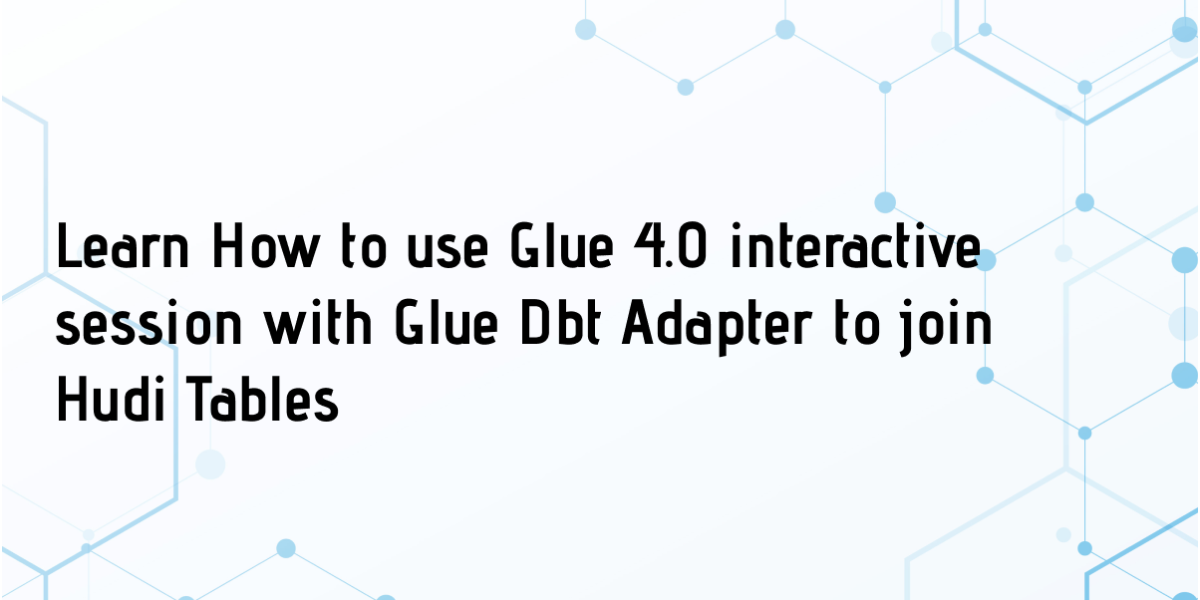 Learn How to use Glue 4.0 interactive
session with Glue Dbt Adapter to join
Hudi Tables